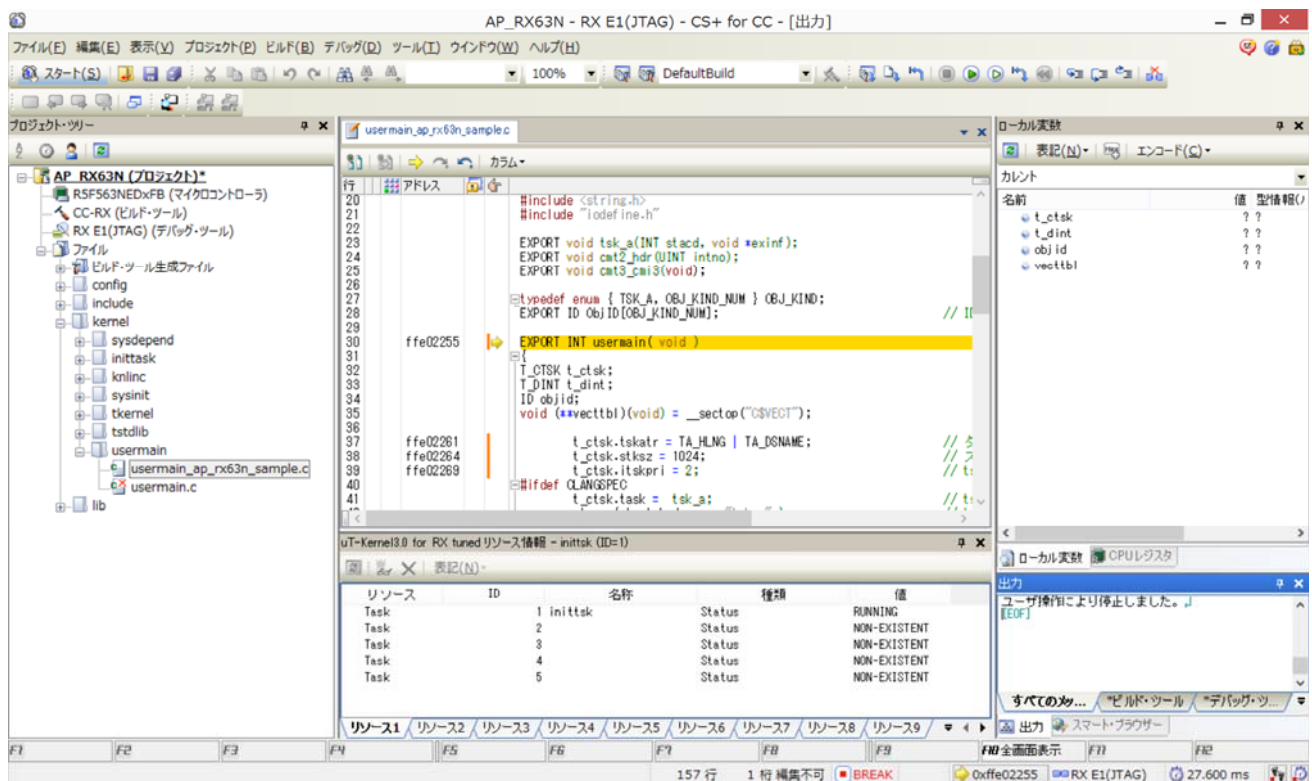 AP_RX63N - RX E1(JTAG) - CS+ for CC - [出力]
ファイル(F) 編集(E) 表示(V) プロジェクト(P) ビルド(B) デバッグ(D) ツール(T) ウインドウ(W) ヘルプ(H)
スタート(S) 100% DefaultBuild
プロジェクト・ツリー
AP_RX63N (プロジェクト)*
R5F563NEDxFB (マイクロコントローラ)
CC-RX (ビルド・ツール)
RX E1(JTAG) (デバッグ・ツール)
ファイル
ビルド・ツール生成ファイル
config
include
kernel
sysdepend
inittask
knlinc
sysinit
tkernel
tstdlib
usermain
usermain_ap_rx63n_sample.c
usermain.c
lib
usermain_ap_rx63n_sample.c
カラム
行 アドレス
20 #include <string.h>
21 #include "iodefine.h"
22
23 EXPORT void tsk_a(INT stacd, void *exinf);
24 EXPORT void cmt2_hdr(UINT intno);
25 EXPORT void cmt3_cmi3(void);
26
27 typedef enum { TSK_A, OBJ_KIND_NUM } OBJ_KIND;
28 EXPORT ID ObjID[OBJ_KIND_NUM]; // ID
29
30 ffe02255 EXPORT INT usermain( void )
31 {
32 T_CTSK t_ctsk;
33 T_DINT t_dint;
34 ID objid;
35 void (**vecttbl)(void) = __sectop("C$VECT");
36
37 ffe02261 t_ctsk.tskatr = TA_HLNG | TA_DSNAME; // タ
38 ffe02264 t_ctsk.stksz = 1024; // ス
39 ffe02269 t_ctsk.itskpri = 2; // ts
40 #ifdef CLANGSPEC
41 t_ctsk.task = tsk_a; // ts
uT-Kernel3.0 for RX tuned リソース情報 - inittsk (ID=1)
表記(N)
リソース ID 名称 種類 値
Task 1 inittsk Status RUNNING
Task 2 Status NON-EXISTENT
Task 3 Status NON-EXISTENT
Task 4 Status NON-EXISTENT
Task 5 Status NON-EXISTENT
リソース1 リソース2 リソース3 リソース4 リソース5 リソース6 リソース7 リソース8 リソース9
ローカル変数
表記(N) エンコード(C)
カレント
名前 値 型情報(
t_ctsk ? ?
t_dint ? ?
objid ? ?
vecttbl ? ?
ローカル変数 CPUレジスタ
出力
ユーザ操作により停止しました。
[EOF]
すべてのメッ... *ビルド・ツール *デバッグ・ツ...
出力 スマート・ブラウザー
F1 F2 F3 F4 F5 F6 F7 F8 F9 F10 全画面表示 F11 F12
157 行 1 桁 編集不可 BREAK 0xffe02255 RX E1(JTAG) 27.600 ms